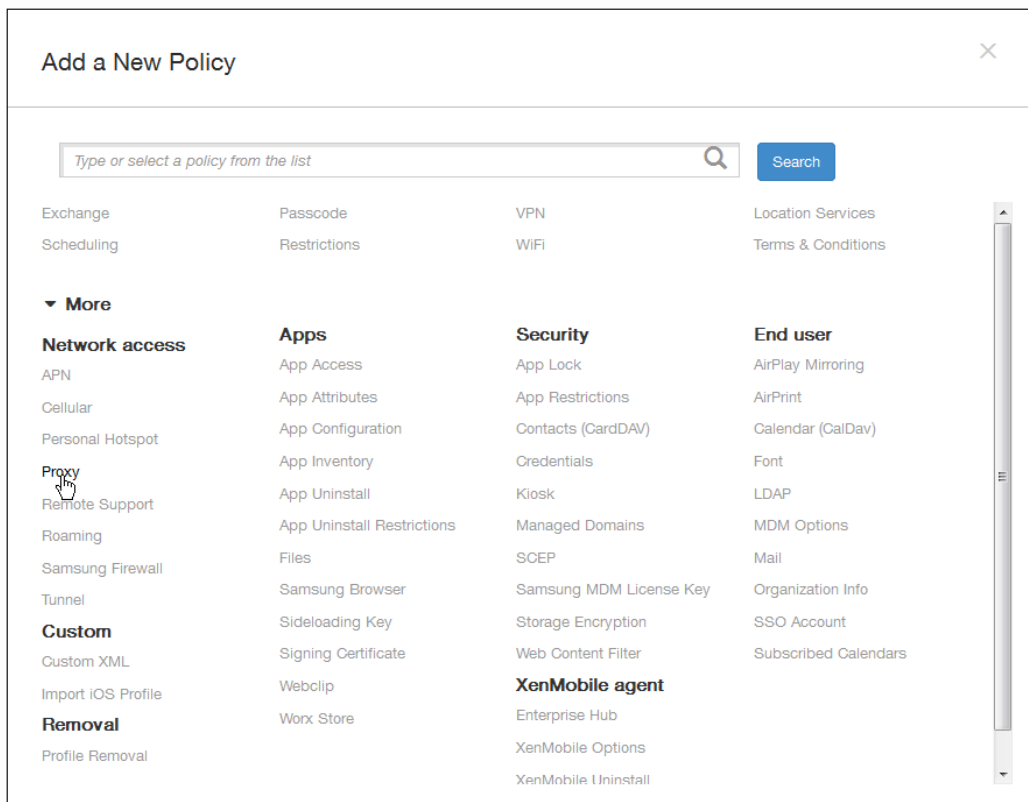 Add a New Policy
Type or select a policy from the list
Search
Exchange
Passcode
VPN
Location Services
Scheduling
Restrictions
WiFi
Terms & Conditions
More
Network access
APN
Cellular
Personal Hotspot
Proxy
Remote Support
Roaming
Samsung Firewall
Tunnel
Custom
Custom XML
Import iOS Profile
Removal
Profile Removal
Apps
App Access
App Attributes
App Configuration
App Inventory
App Uninstall
App Uninstall Restrictions
Files
Samsung Browser
Sideloading Key
Signing Certificate
Webclip
Worx Store
Security
App Lock
App Restrictions
Contacts (CardDAV)
Credentials
Kiosk
Managed Domains
SCEP
Samsung MDM License Key
Storage Encryption
Web Content Filter
XenMobile agent
Enterprise Hub
XenMobile Options
XenMobile Uninstall
End user
AirPlay Mirroring
AirPrint
Calendar (CalDav)
Font
LDAP
MDM Options
Mail
Organization Info
SSO Account
Subscribed Calendars